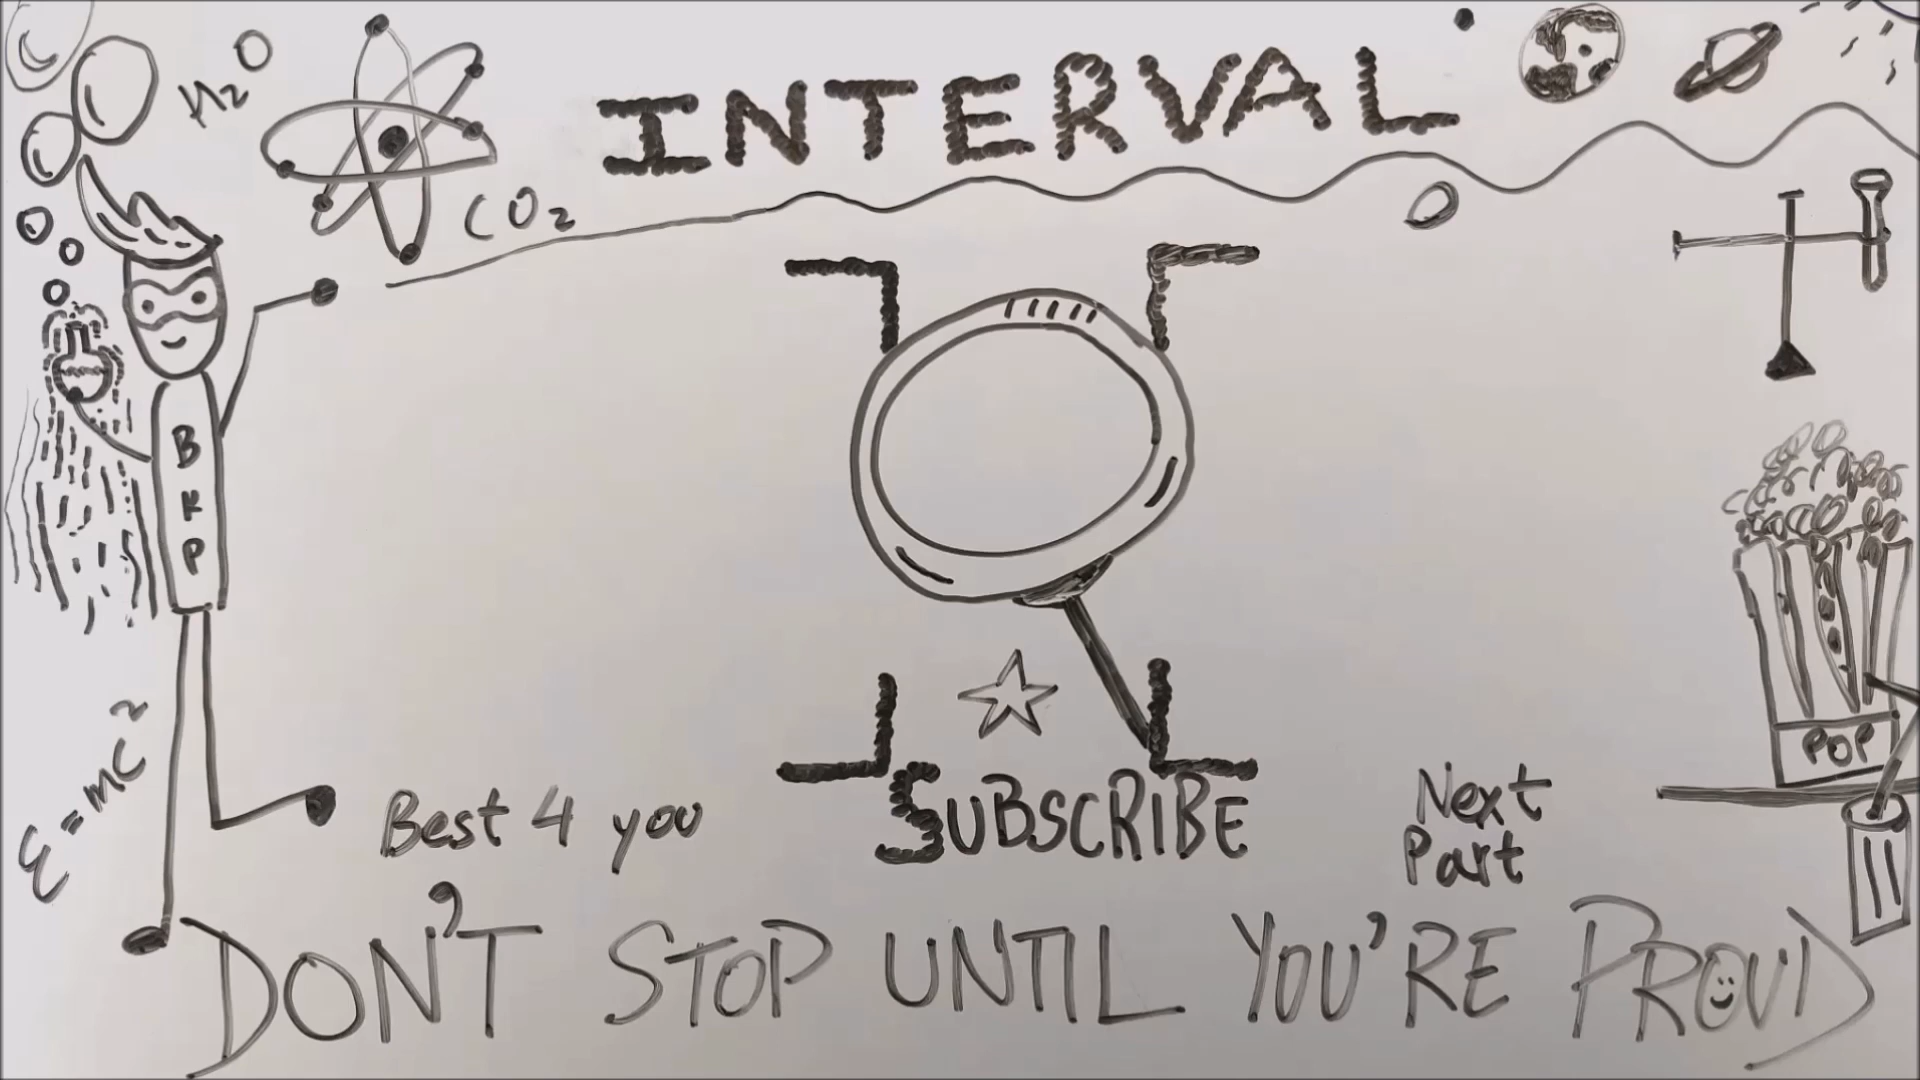 H₂O
INTERVAL
CO₂
B
K
P
POP
E=mc²
Best 4 you
SUBSCRIBE
Next
Part
DON'T STOP UNTIL YOU'RE PROUD